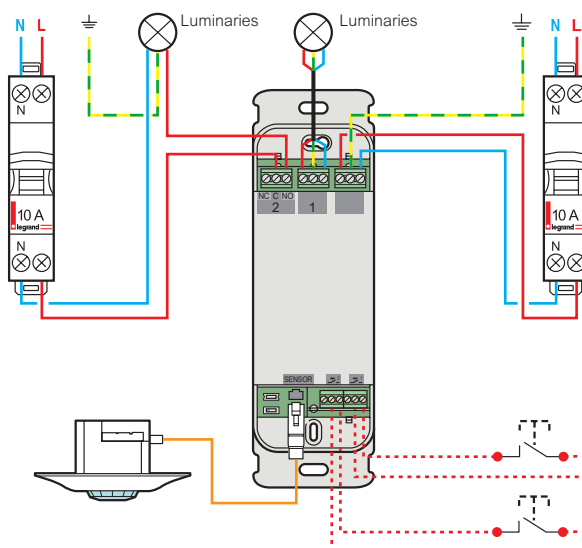 N L
Luminaries
Luminaries
N L
N
N
10 A
legrand
10 A
legrand
N
N
NC C NO
2
1
SENSOR